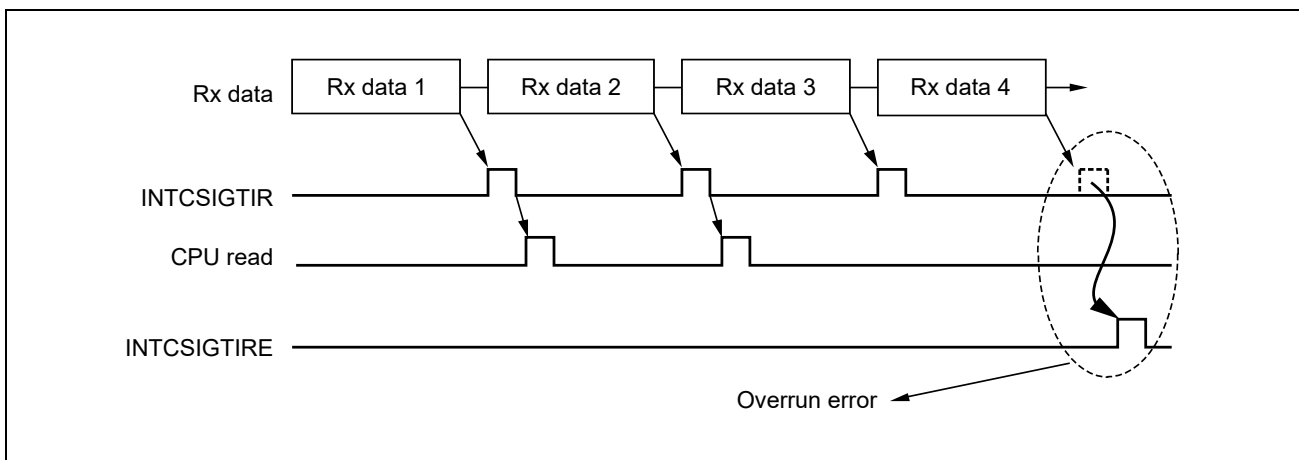 Rx data Rx data 1 Rx data 2 Rx data 3 Rx data 4
INTCSIGTIR
CPU read
INTCSIGTIRE
Overrun error